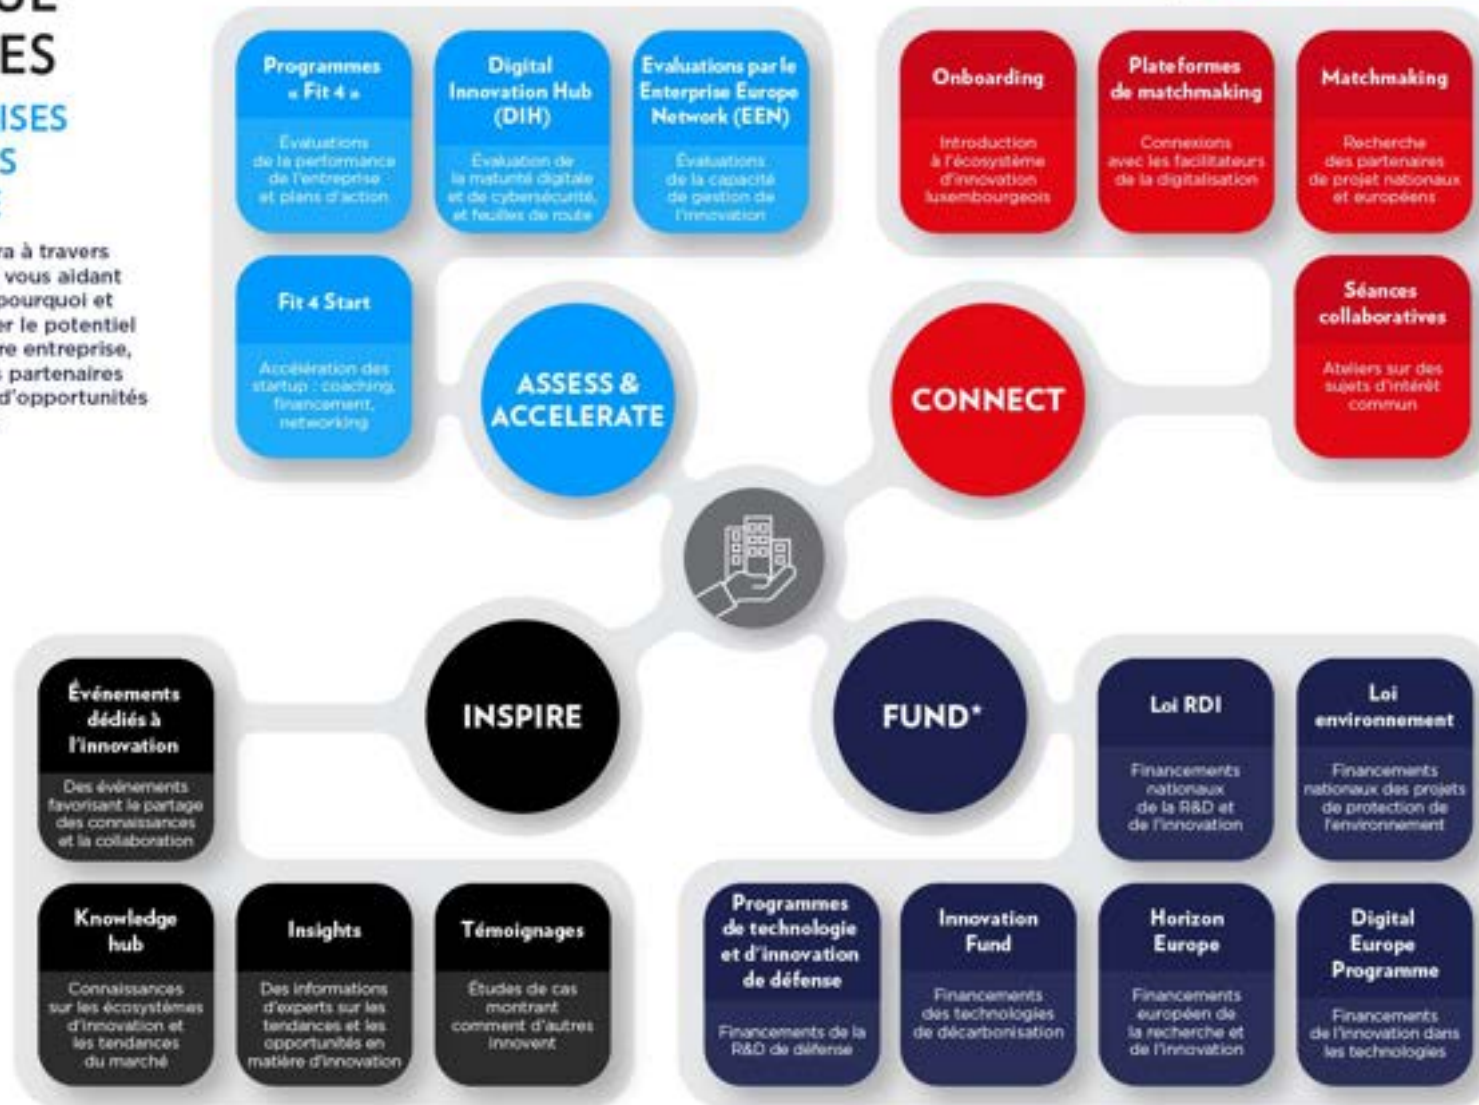 UE
ES
ISES
S
E
ra à travers
vous aidant
pourquoi et
er le potentiel
re entreprise,
s partenaires
d'opportunités
Programmes
« Fit 4 »
Évaluations
de la performance
de l'entreprise
et plans d'action
Digital
Innovation Hub
(DIH)
Évaluation de
la maturité digitale
et de cybersécurité,
et feuilles de route
Evaluations par le
Enterprise Europe
Network (EEN)
Évaluations
de la capacité
de gestion de
l'innovation
Fit 4 Start
Accélération des
startup : coaching,
financement,
networking
ASSESS &
ACCELERATE
Onboarding
Introduction
à l'écosystème
d'innovation
luxembourgeois
Plateformes
de matchmaking
Connexions
avec les facilitateurs
de la digitalisation
Matchmaking
Recherche
des partenaires
de projet nationaux
et européens
Séances
collaboratives
Ateliers sur des
sujets d'intérêt
commun
CONNECT
INSPIRE
Événements
dédiés à
l'innovation
Des événements
favorisant le partage
des connaissances
et la collaboration
Knowledge
hub
Connaissances
sur les écosystèmes
d'innovation et
les tendances
du marché
Insights
Des informations
d'experts sur les
tendances et les
opportunités en
matière d'innovation
Témoignages
Études de cas
montrant
comment d'autres
innovent
FUND*
Loi RDI
Financements
nationaux
de la R&D et
de l'innovation
Loi
environnement
Financements
nationaux des projets
de protection de
l'environnement
Programmes
de technologie
et d'innovation
de défense
Financements de la
R&D de défense
Innovation
Fund
Financements
des technologies
de décarbonisation
Horizon
Europe
Financements
européen de
la recherche et
de l'innovation
Digital
Europe
Programme
Financements
de l'innovation dans
les technologies